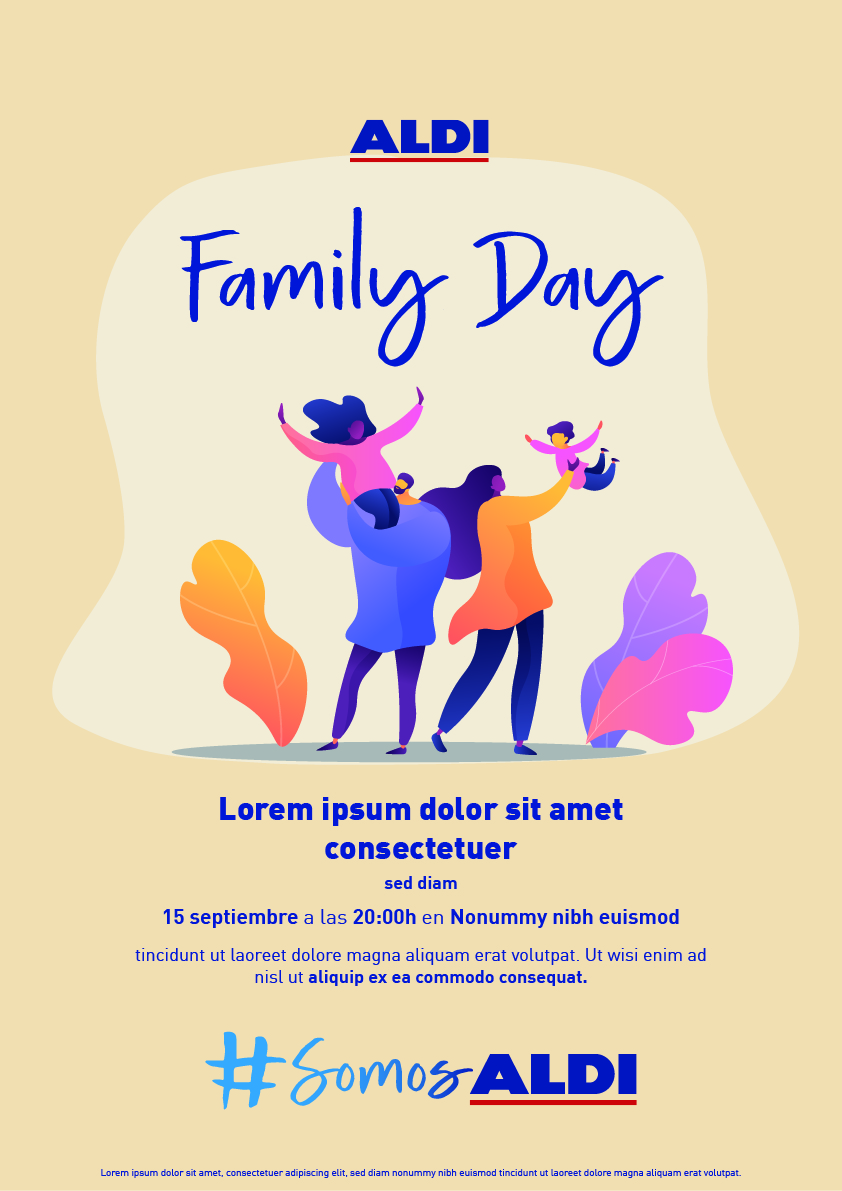 ALDI
Family Day
Lorem ipsum dolor sit amet
consectetuer
sed diam
15 septiembre a las 20:00h en Nonummy nibh euismod
tincidunt ut laoreet dolore magna aliquam erat volutpat. Ut wisi enim ad
nisl ut aliquip ex ea commodo consequat.
#SomosALDI
Lorem ipsum dolor sit amet, consectetuer adipiscing elit, sed diam nonummy nibh euismod tincidunt ut laoreet dolore magna aliquam erat volutpat.